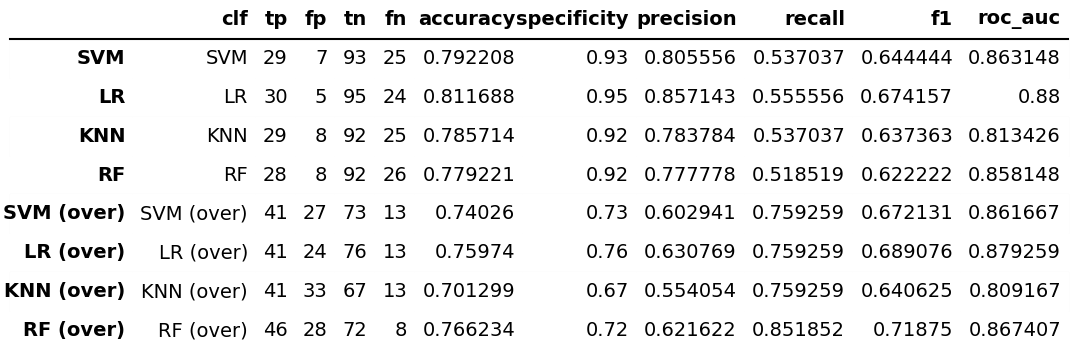 clf tp fp tn fn accuracy specificity precision recall f1 roc_auc
SVM SVM 29 7 93 25 0.792208 0.93 0.805556 0.537037 0.644444 0.863148
LR LR 30 5 95 24 0.811688 0.95 0.857143 0.555556 0.674157 0.88
KNN KNN 29 8 92 25 0.785714 0.92 0.783784 0.537037 0.637363 0.813426
RF RF 28 8 92 26 0.779221 0.92 0.777778 0.518519 0.622222 0.858148
SVM (over) SVM (over) 41 27 73 13 0.74026 0.73 0.602941 0.759259 0.672131 0.861667
LR (over) LR (over) 41 24 76 13 0.75974 0.76 0.630769 0.759259 0.689076 0.879259
KNN (over) KNN (over) 41 33 67 13 0.701299 0.67 0.554054 0.759259 0.640625 0.809167
RF (over) RF (over) 46 28 72 8 0.766234 0.72 0.621622 0.851852 0.71875 0.867407